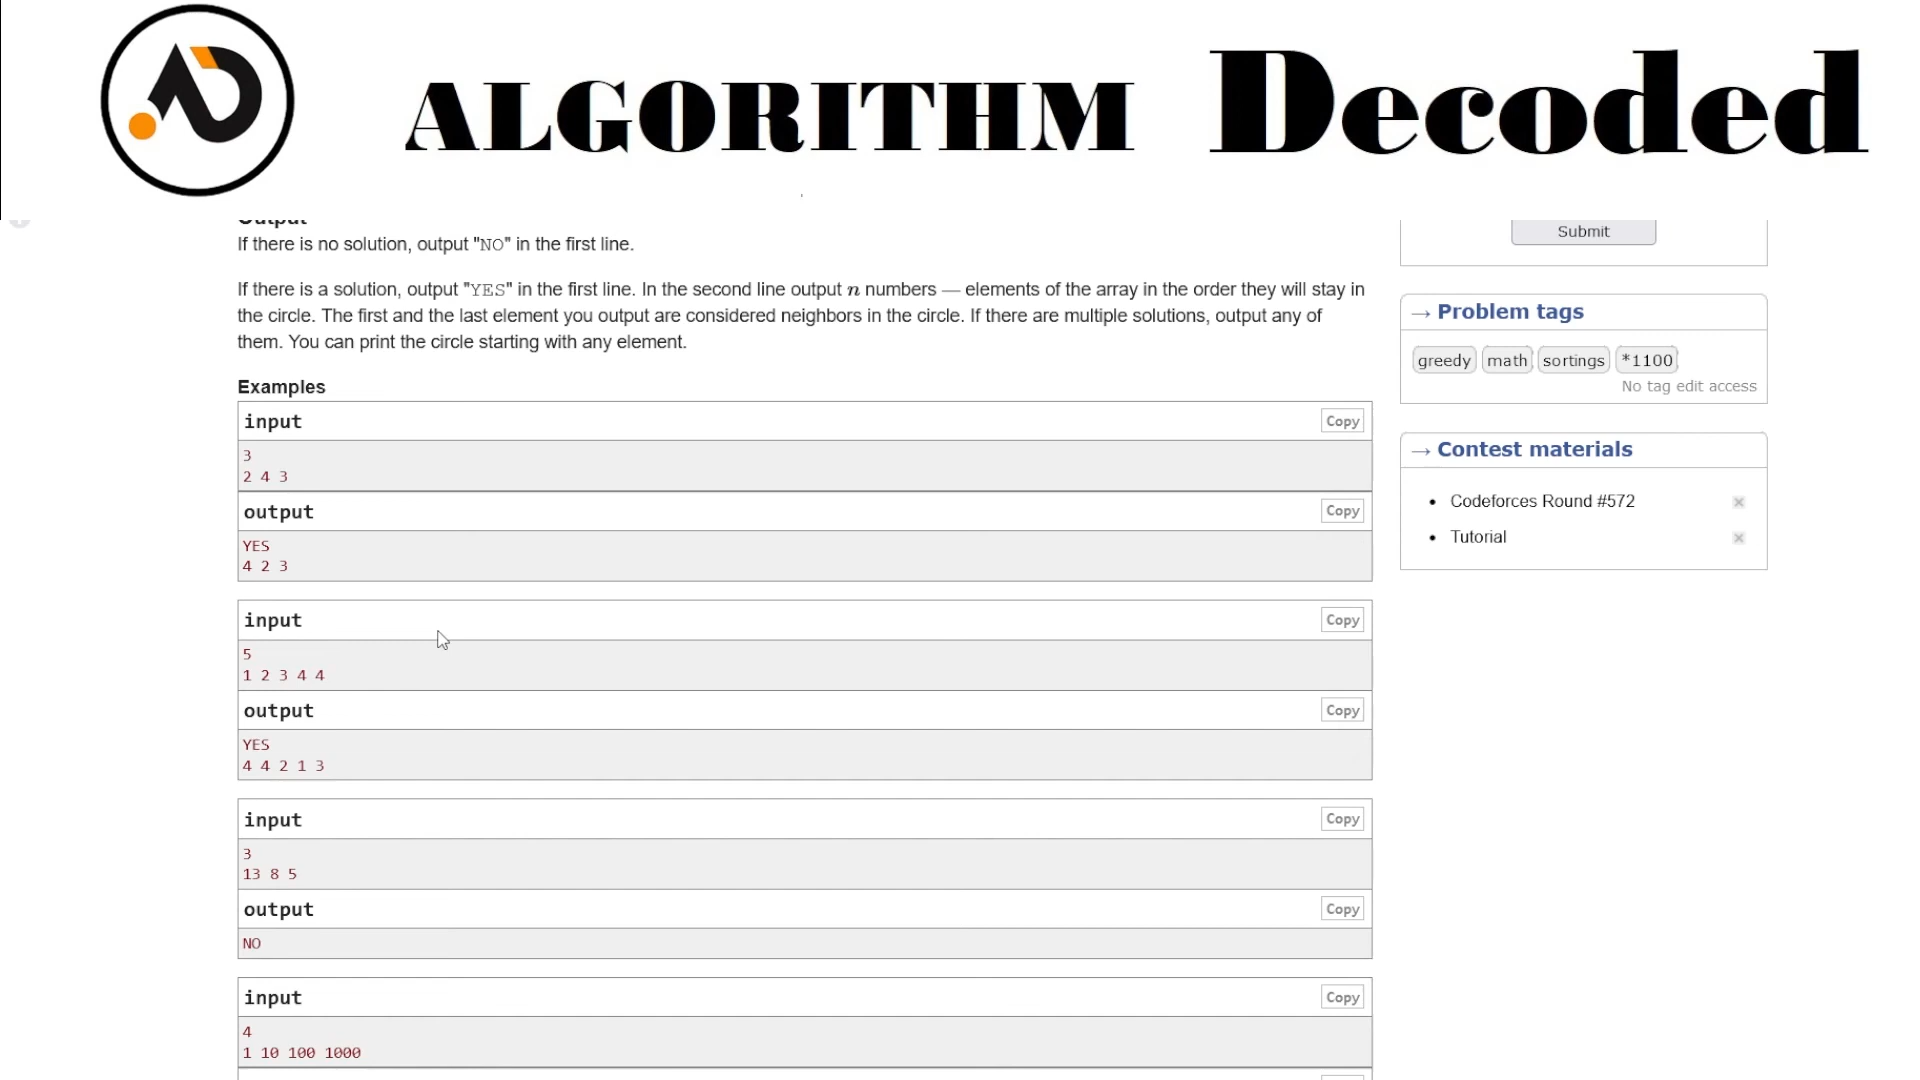 ALGORITHM Decoded
Output
If there is no solution, output "NO" in the first line.
If there is a solution, output "YES" in the first line. In the second line output n numbers — elements of the array in the order they will stay in
the circle. The first and the last element you output are considered neighbors in the circle. If there are multiple solutions, output any of
them. You can print the circle starting with any element.
Examples
input
Copy
3
2 4 3
output
Copy
YES
4 2 3
input
Copy
5
1 2 3 4 4
output
Copy
YES
4 4 2 1 3
input
Copy
3
13 8 5
output
Copy
NO
input
Copy
4
1 10 100 1000
Submit
→ Problem tags
greedy math sortings *1100
No tag edit access
→ Contest materials
• Codeforces Round #572
• Tutorial